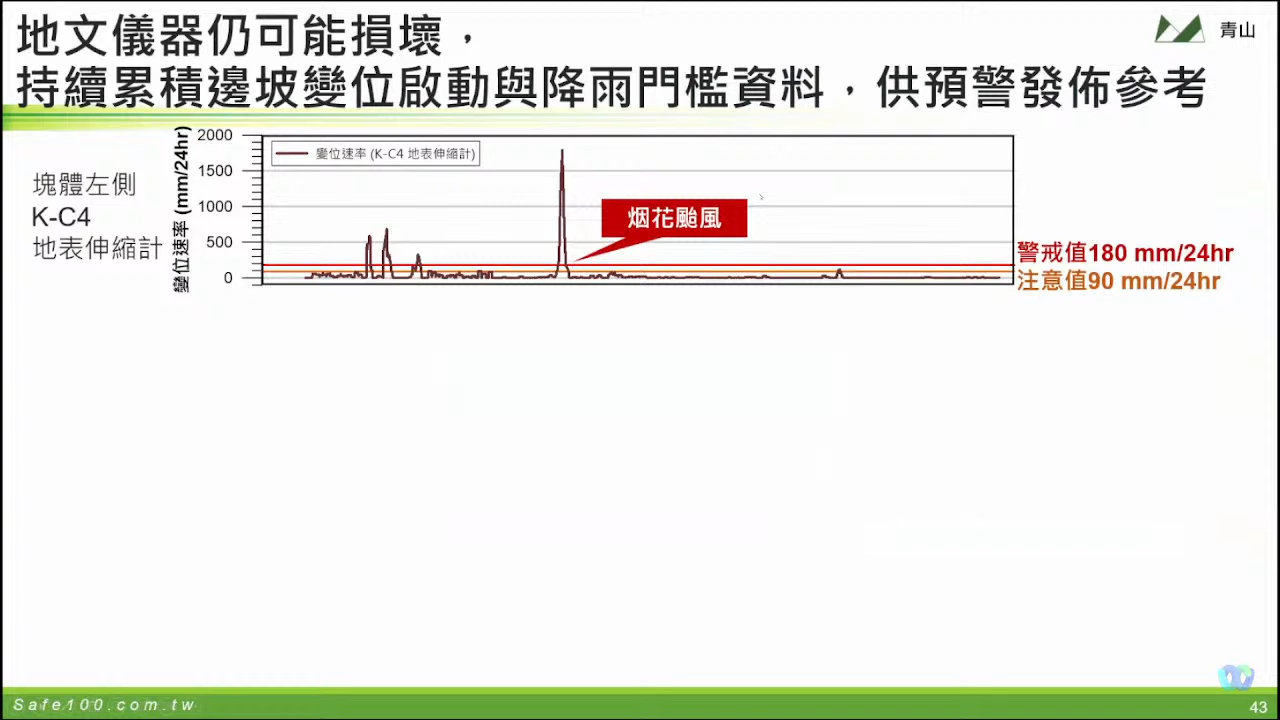 地文儀器仍可能損壞，
持續累積邊坡變位啟動與降雨門檻資料，供預警發佈參考
青山
塊體左側
K-C4
地表伸縮計
變位速率 (mm/24hr)
2000
1500
1000
500
0
變位速率 (K-C4 地表伸縮計)
烟花颱風
警戒值180 mm/24hr
注意值90 mm/24hr
Safe100.com.tw
43